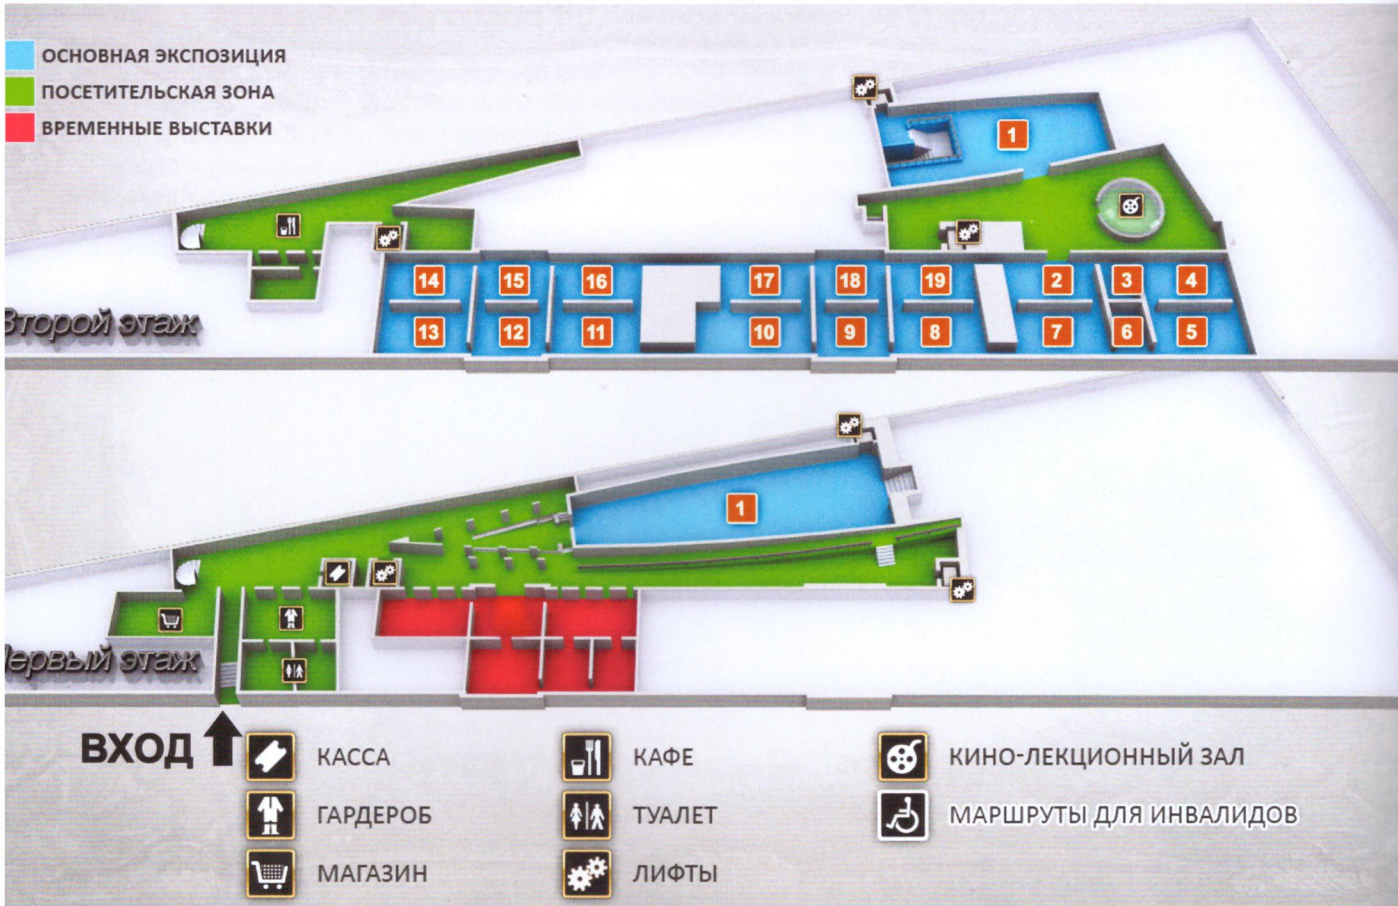 ОСНОВНАЯ ЭКСПОЗИЦИЯ
ПОСЕТИТЕЛЬСКАЯ ЗОНА
ВРЕМЕННЫЕ ВЫСТАВКИ
1
14 15 16 17 18 19 2 3 4
13 12 11 10 9 8 7 6 5
Второй этаж
1
Первый этаж
ВХОД
КАССА
КАФЕ
КИНО-ЛЕКЦИОННЫЙ ЗАЛ
ГАРДЕРОБ
ТУАЛЕТ
МАРШРУТЫ ДЛЯ ИНВАЛИДОВ
МАГАЗИН
ЛИФТЫ